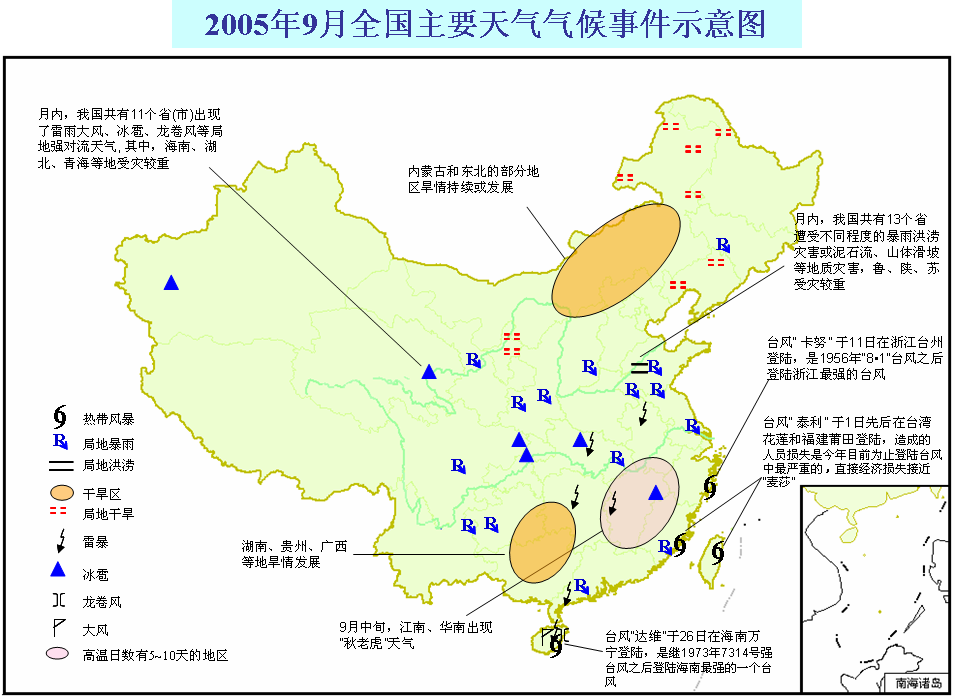 2005年9月全国主要天气气候事件示意图
月内，我国共有11个省(市)出现
了雷雨大风、冰雹、龙卷风等局
地强对流天气，其中，海南、湖
北、青海等地受灾较重
内蒙古和东北的部分地
区旱情持续或发展
月内，我国共有13个省
遭受不同程度的暴雨洪涝
灾害或泥石流、山体滑坡
等地质灾害，鲁、陕、苏
受灾较重
台风"卡努"于11日在浙江台州
登陆，是1956年"8•1"台风之后
登陆浙江最强的台风
台风"泰利"于1日先后在台湾
花莲和福建莆田登陆，造成的
人员损失是今年目前为止登陆台风
中最严重的，直接经济损失接近
"麦莎"
热带风暴
R 局地暴雨
局地洪涝
干旱区
局地干旱
雷暴
冰雹
龙卷风
大风
高温日数有5~10天的地区
湖南、贵州、广西
等地旱情发展
9月中旬，江南、华南出现
"秋老虎"天气
台风"达维"于26日在海南万
宁登陆，是继1973年7314号强
台风之后登陆海南最强的一个台
风
南海诸岛